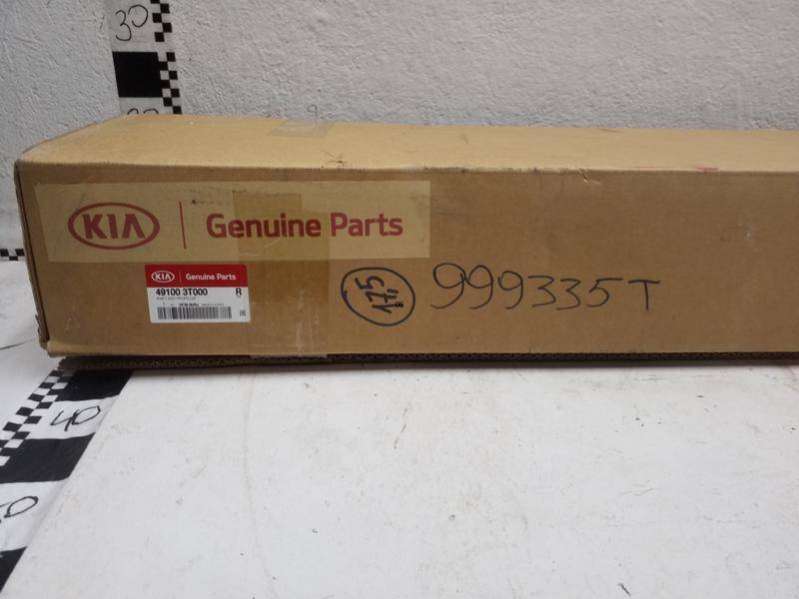 30
KIA Genuine Parts
KIA Genuine Parts
49100 3T000 R
175
999335T
40